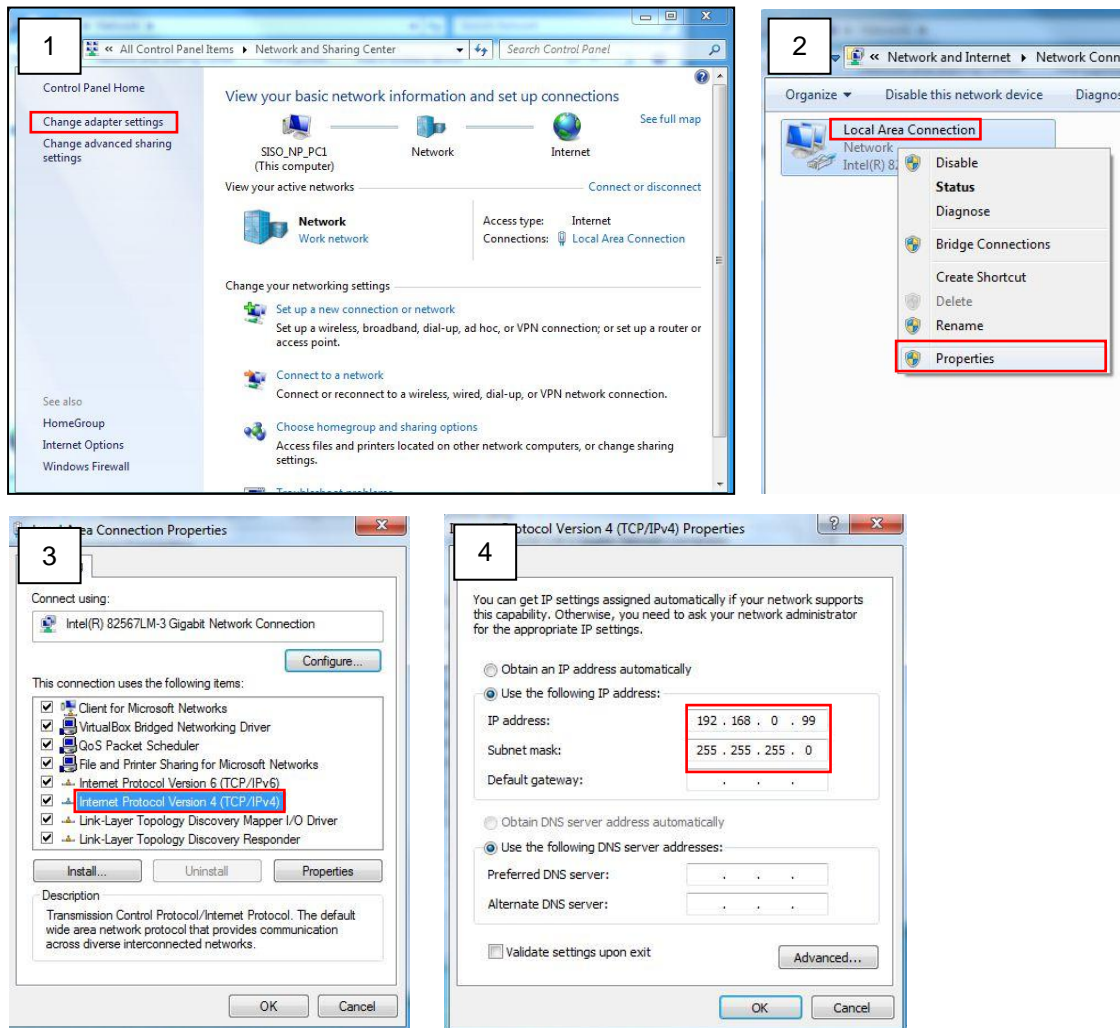 1
« All Control Panel Items ▸ Network and Sharing Center
Search Control Panel
Control Panel Home
Change adapter settings
Change advanced sharing
settings
See also
HomeGroup
Internet Options
Windows Firewall
View your basic network information and set up connections
See full map
SISO_NP_PC1
(This computer)
Network
Internet
View your active networks
Connect or disconnect
Network
Work network
Access type: Internet
Connections: Local Area Connection
Change your networking settings
Set up a new connection or network
Set up a wireless, broadband, dial-up, ad hoc, or VPN connection; or set up a router or
access point.
Connect to a network
Connect or reconnect to a wireless, wired, dial-up, or VPN network connection.
Choose homegroup and sharing options
Access files and printers located on other network computers, or change sharing
settings.
Troubleshoot problems
2
« Network and Internet ▸ Network Conn
Organize Disable this network device Diagnos
Local Area Connection
Network
Intel(R) 8
Disable
Status
Diagnose
Bridge Connections
Create Shortcut
Delete
Rename
Properties
3
ea Connection Properties
Connect using:
Intel(R) 82567LM-3 Gigabit Network Connection
Configure...
This connection uses the following items:
Client for Microsoft Networks
VirtualBox Bridged Networking Driver
QoS Packet Scheduler
File and Printer Sharing for Microsoft Networks
Internet Protocol Version 6 (TCP/IPv6)
Internet Protocol Version 4 (TCP/IPv4)
Link-Layer Topology Discovery Mapper I/O Driver
Link-Layer Topology Discovery Responder
Install... Uninstall Properties
Description
Transmission Control Protocol/Internet Protocol. The default
wide area network protocol that provides communication
across diverse interconnected networks.
OK Cancel
4
otocol Version 4 (TCP/IPv4) Properties
You can get IP settings assigned automatically if your network supports
this capability. Otherwise, you need to ask your network administrator
for the appropriate IP settings.
Obtain an IP address automatically
Use the following IP address:
IP address: 192 . 168 . 0 . 99
Subnet mask: 255 . 255 . 255 . 0
Default gateway: . . .
Obtain DNS server address automatically
Use the following DNS server addresses:
Preferred DNS server: . . .
Alternate DNS server: . . .
Validate settings upon exit
Advanced...
OK Cancel